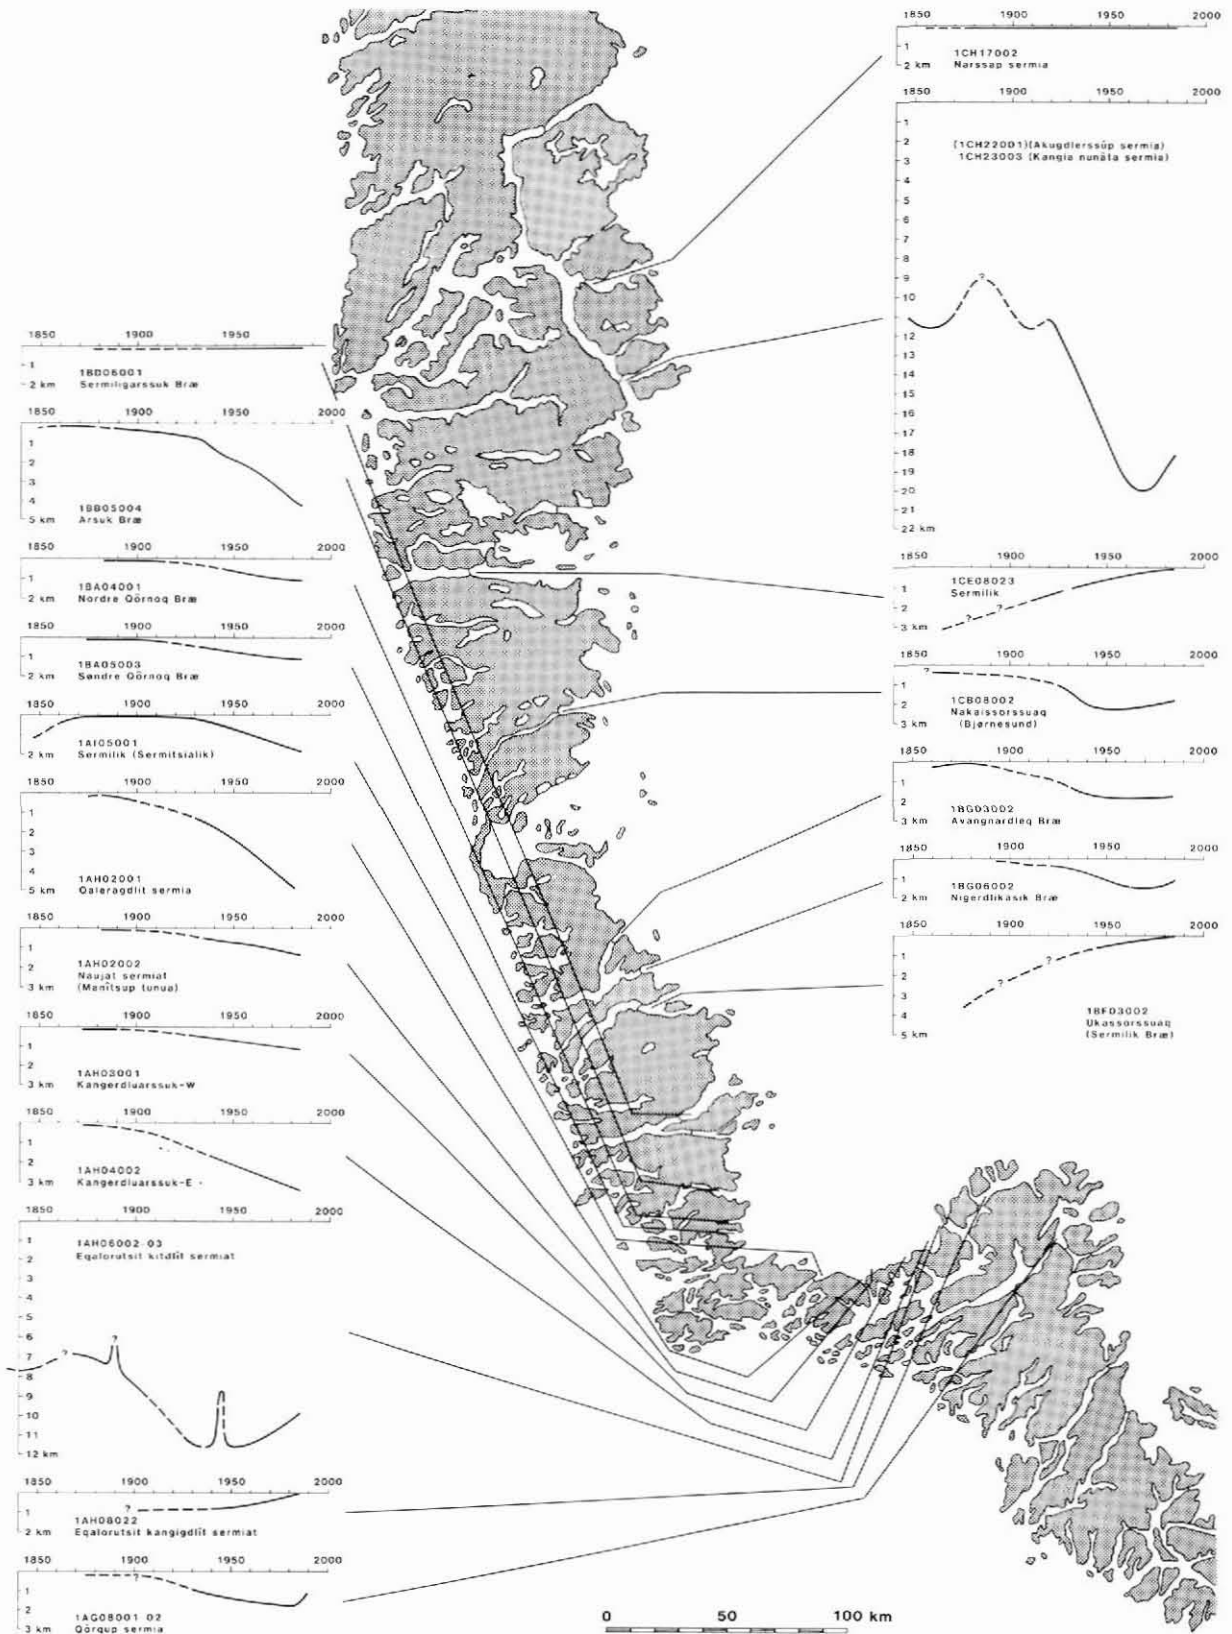 1850 1900 1950 2000
1
2 km
1BD06001
Sermiligarssuk Bræ
1850 1900 1950 2000
1
2
3
4
5 km
1BB05004
Arsuk Bræ
1850 1900 1950 2000
1
2 km
1BA04001
Nordre Qôrnoq Bræ
1850 1900 1950 2000
1
2 km
1BA05003
Søndre Qôrnoq Bræ
1850 1900 1950 2000
2 km
1AI05001
Sermilik (Sermitsialik)
1850 1900 1950 2000
1
2
3
4
5 km
1AH02001
Qaleragdlit sermia
1850 1900 1950 2000
1
2
3 km
1AH02002
Naujat sermiat
(Manîtsup tunua)
1850 1900 1950 2000
1
2
3 km
1AH03001
Kangerdluarssuk-W
1850 1900 1950 2000
1
2
3 km
1AH04002
Kangerdluarssuk-E -
1850 1900 1950 2000
1
2
3
4
5
6
7
8
9
10
11
12 km
1AH06002-03
Eqalorutsit kitdlît sermiat
?
?
1850 1900 1950 2000
1
2 km
?
1AH08022
Eqalorutsit kangigdlît sermiat
1850 1900 1950 2000
1
2
3 km
?
1AG08001 02
Qôrqup sermia
1850 1900 1950 2000
1
2 km
1CH17002
Narssap sermia
1850 1900 1950 2000
1
2
3
4
5
6
7
8
9
10
11
12
13
14
15
16
17
18
19
20
21
22 km
(1CH22001)(Akugdlerssûp sermia)
1CH23003 (Kangia nunâta sermia)
?
1850 1900 1950 2000
1
2
3 km
1CE08023
Sermilik
?
?
1850 1900 1950 2000
?
1
2
3 km
1CB08002
Nakaissorssuaq
(Bjørnesund)
1850 1900 1950 2000
1
2
3 km
1BG03002
Avangnardleq Bræ
1850 1900 1950 2000
1
2 km
1BG06002
Nigerdlikasik Bræ
1850 1900 1950 2000
1
2
3
4
5 km
?
?
1BF03002
Ukassorssuaq
(Sermilik Bræ)
0 50 100 km